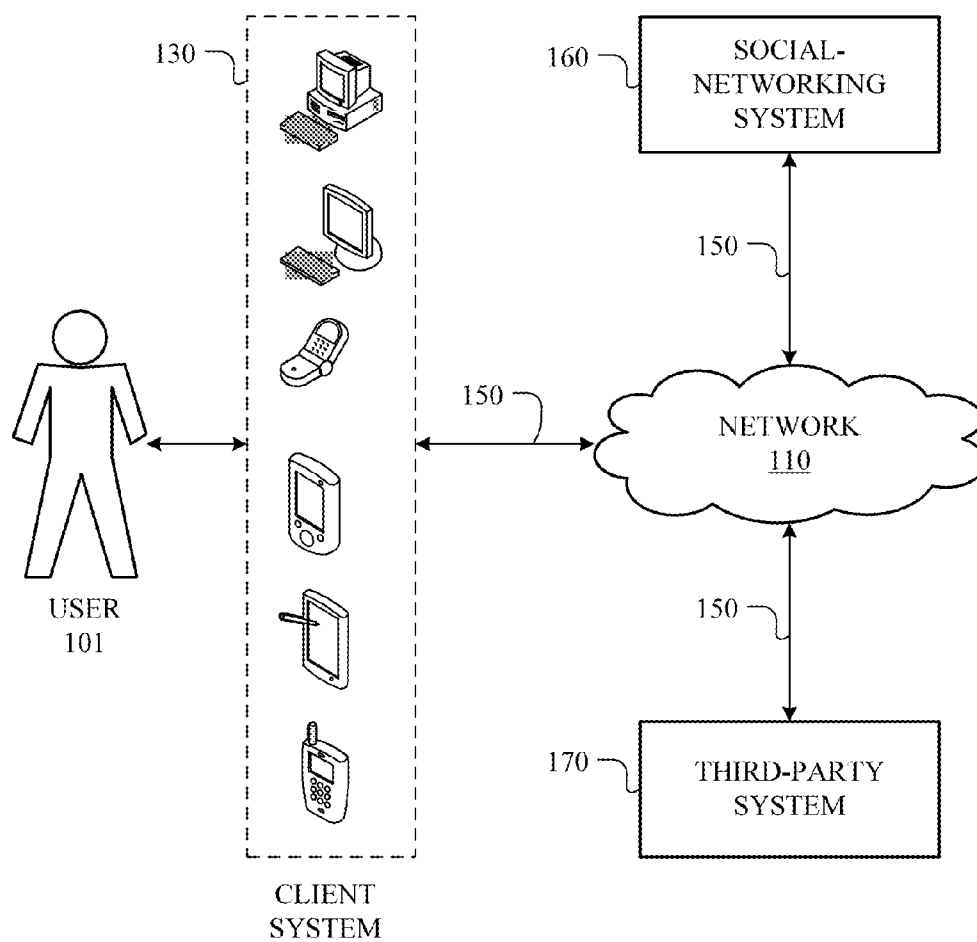 130
160
SOCIAL-
NETWORKING
SYSTEM
150
150
NETWORK
110
USER
101
150
170
THIRD-PARTY
SYSTEM
CLIENT
SYSTEM